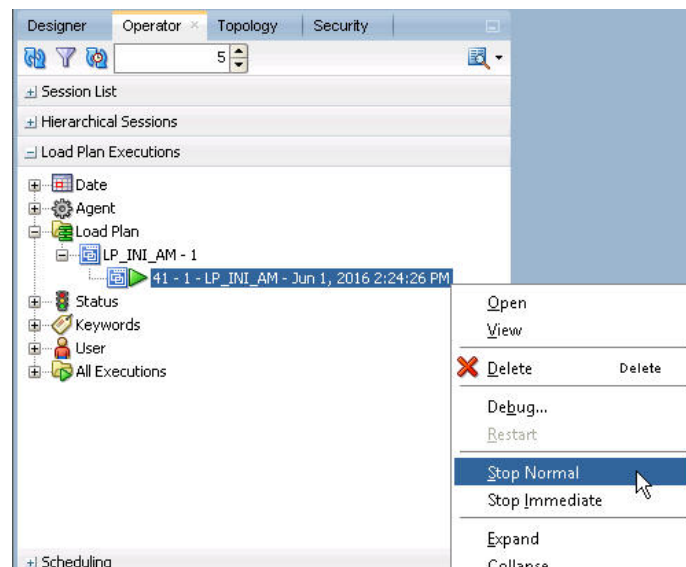 Designer Operator Topology Security
5
Session List
Hierarchical Sessions
Load Plan Executions
Date
Agent
Load Plan
LP_INI_AM - 1
41 - 1 - LP_INI_AM - Jun 1, 2016 2:24:26 PM
Status
Keywords
User
All Executions
Scheduling
Open
View
Delete Delete
Debug...
Restart
Stop Normal
Stop Immediate
Expand
Collapse